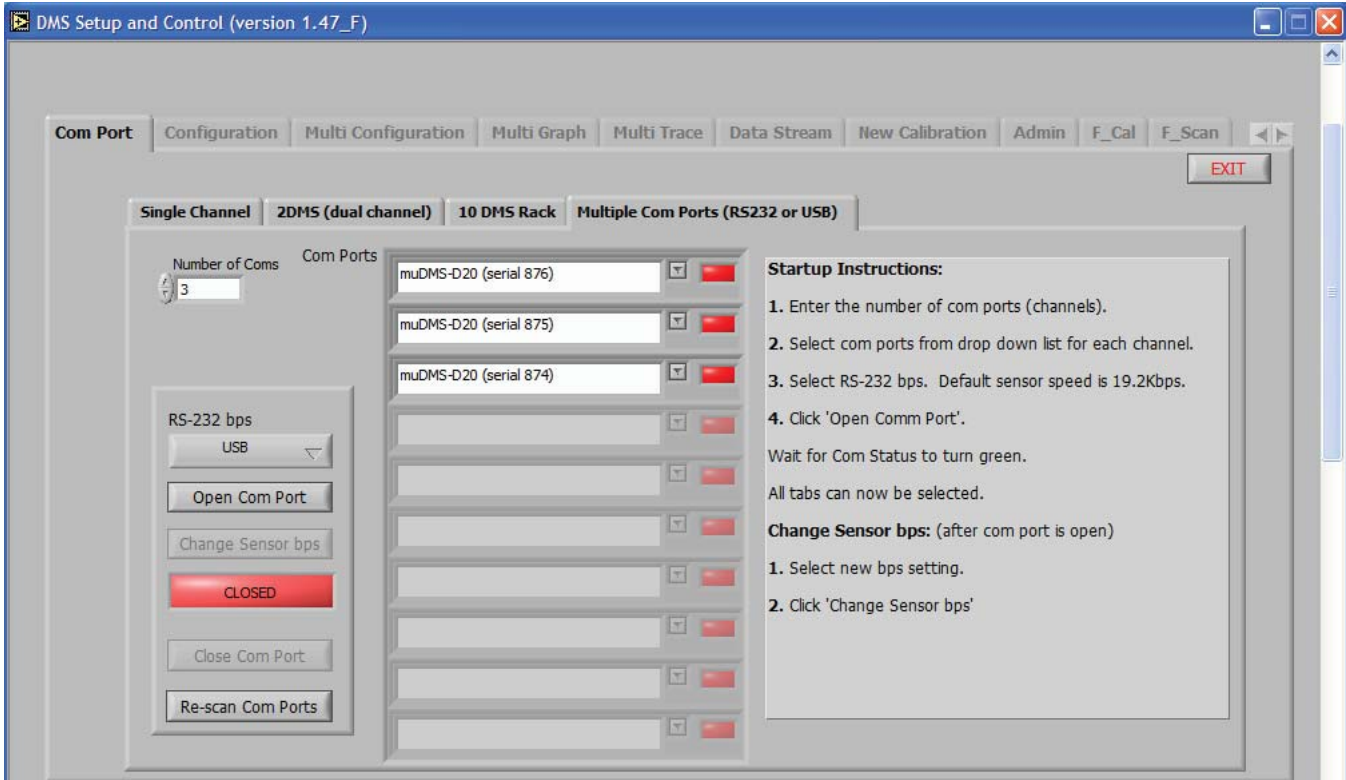 DMS Setup and Control (version 1.47_F)
Com Port Configuration Multi Configuration Multi Graph Multi Trace Data Stream New Calibration Admin F_Cal F_Scan
EXIT
Single Channel 2DMS (dual channel) 10 DMS Rack Multiple Com Ports (RS232 or USB)
Number of Coms
3
Com Ports
muDMS-D20 (serial 876)
muDMS-D20 (serial 875)
muDMS-D20 (serial 874)
RS-232 bps
USB
Open Com Port
Change Sensor bps
CLOSED
Close Com Port
Re-scan Com Ports
Startup Instructions:
1. Enter the number of com ports (channels).
2. Select com ports from drop down list for each channel.
3. Select RS-232 bps. Default sensor speed is 19.2Kbps.
4. Click 'Open Comm Port'.
Wait for Com Status to turn green.
All tabs can now be selected.
Change Sensor bps: (after com port is open)
1. Select new bps setting.
2. Click 'Change Sensor bps'